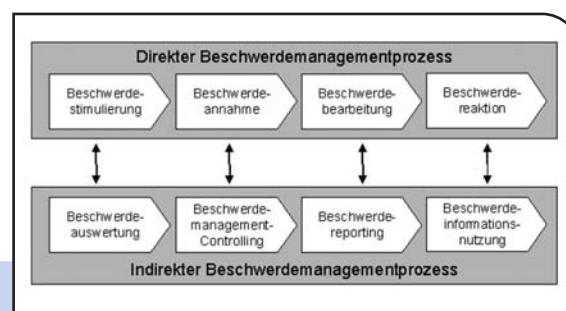 Direkter Beschwerdemanagementprozess
Beschwerde-
stimulierung
Beschwerde-
annahme
Beschwerde-
bearbeitung
Beschwerde-
reaktion
Beschwerde-
auswertung
Beschwerde-
management-
Controlling
Beschwerde-
reporting
Beschwerde-
informations-
nutzung
Indirekter Beschwerdemanagementprozess